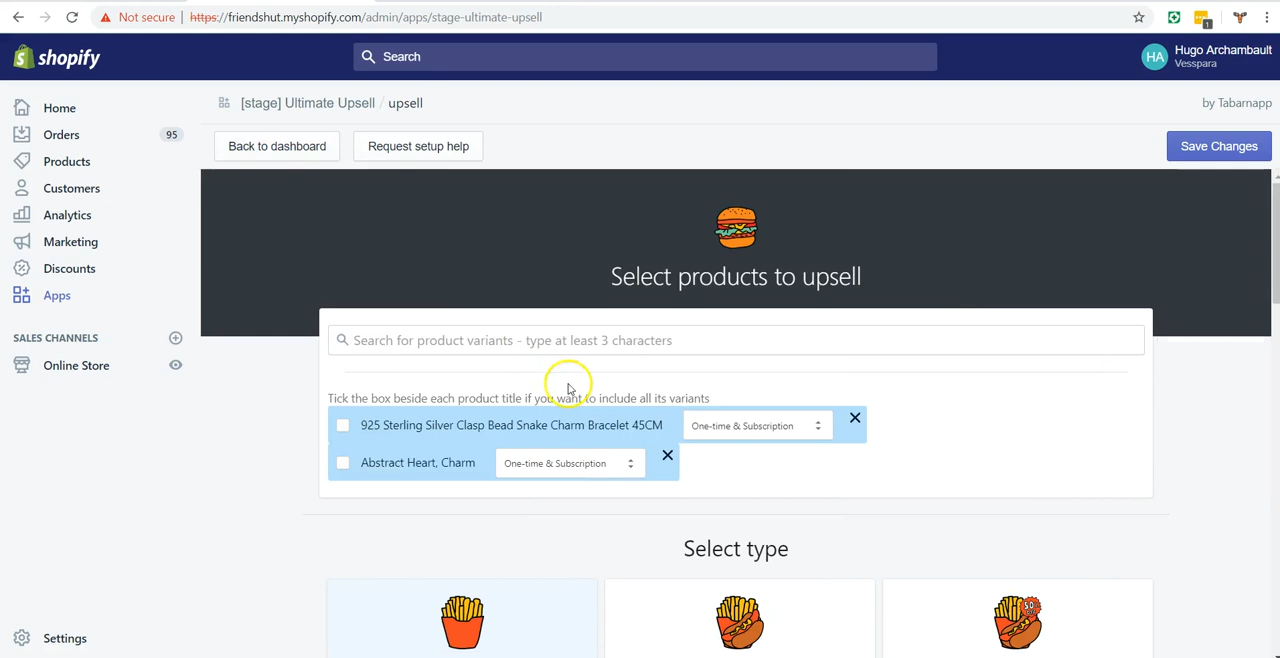 Not secure | https://friendshut.myshopify.com/admin/apps/stage-ultimate-upsell
1
shopify
Search
HA
Hugo Archambault
Vesspara
Home
Orders 95
Products
Customers
Analytics
Marketing
Discounts
Apps
SALES CHANNELS
Online Store
Settings
[stage] Ultimate Upsell / upsell
by Tabarnapp
Back to dashboard
Request setup help
Save Changes
Select products to upsell
Search for product variants - type at least 3 characters
Tick the box beside each product title if you want to include all its variants
925 Sterling Silver Clasp Bead Snake Charm Bracelet 45CM One-time & Subscription
Abstract Heart, Charm One-time & Subscription
Select type